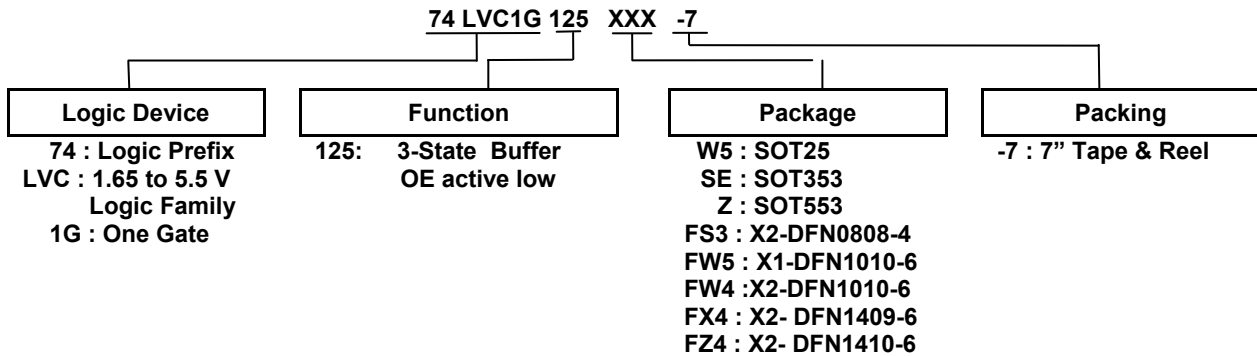 74 LVC1G 125 XXX -7
Logic Device
74 : Logic Prefix
LVC : 1.65 to 5.5 V
Logic Family
1G : One Gate
Function
125: 3-State Buffer
OE active low
Package
W5 : SOT25
SE : SOT353
Z : SOT553
FS3 : X2-DFN0808-4
FW5 : X1-DFN1010-6
FW4 :X2-DFN1010-6
FX4 : X2- DFN1409-6
FZ4 : X2- DFN1410-6
Packing
-7 : 7” Tape & Reel